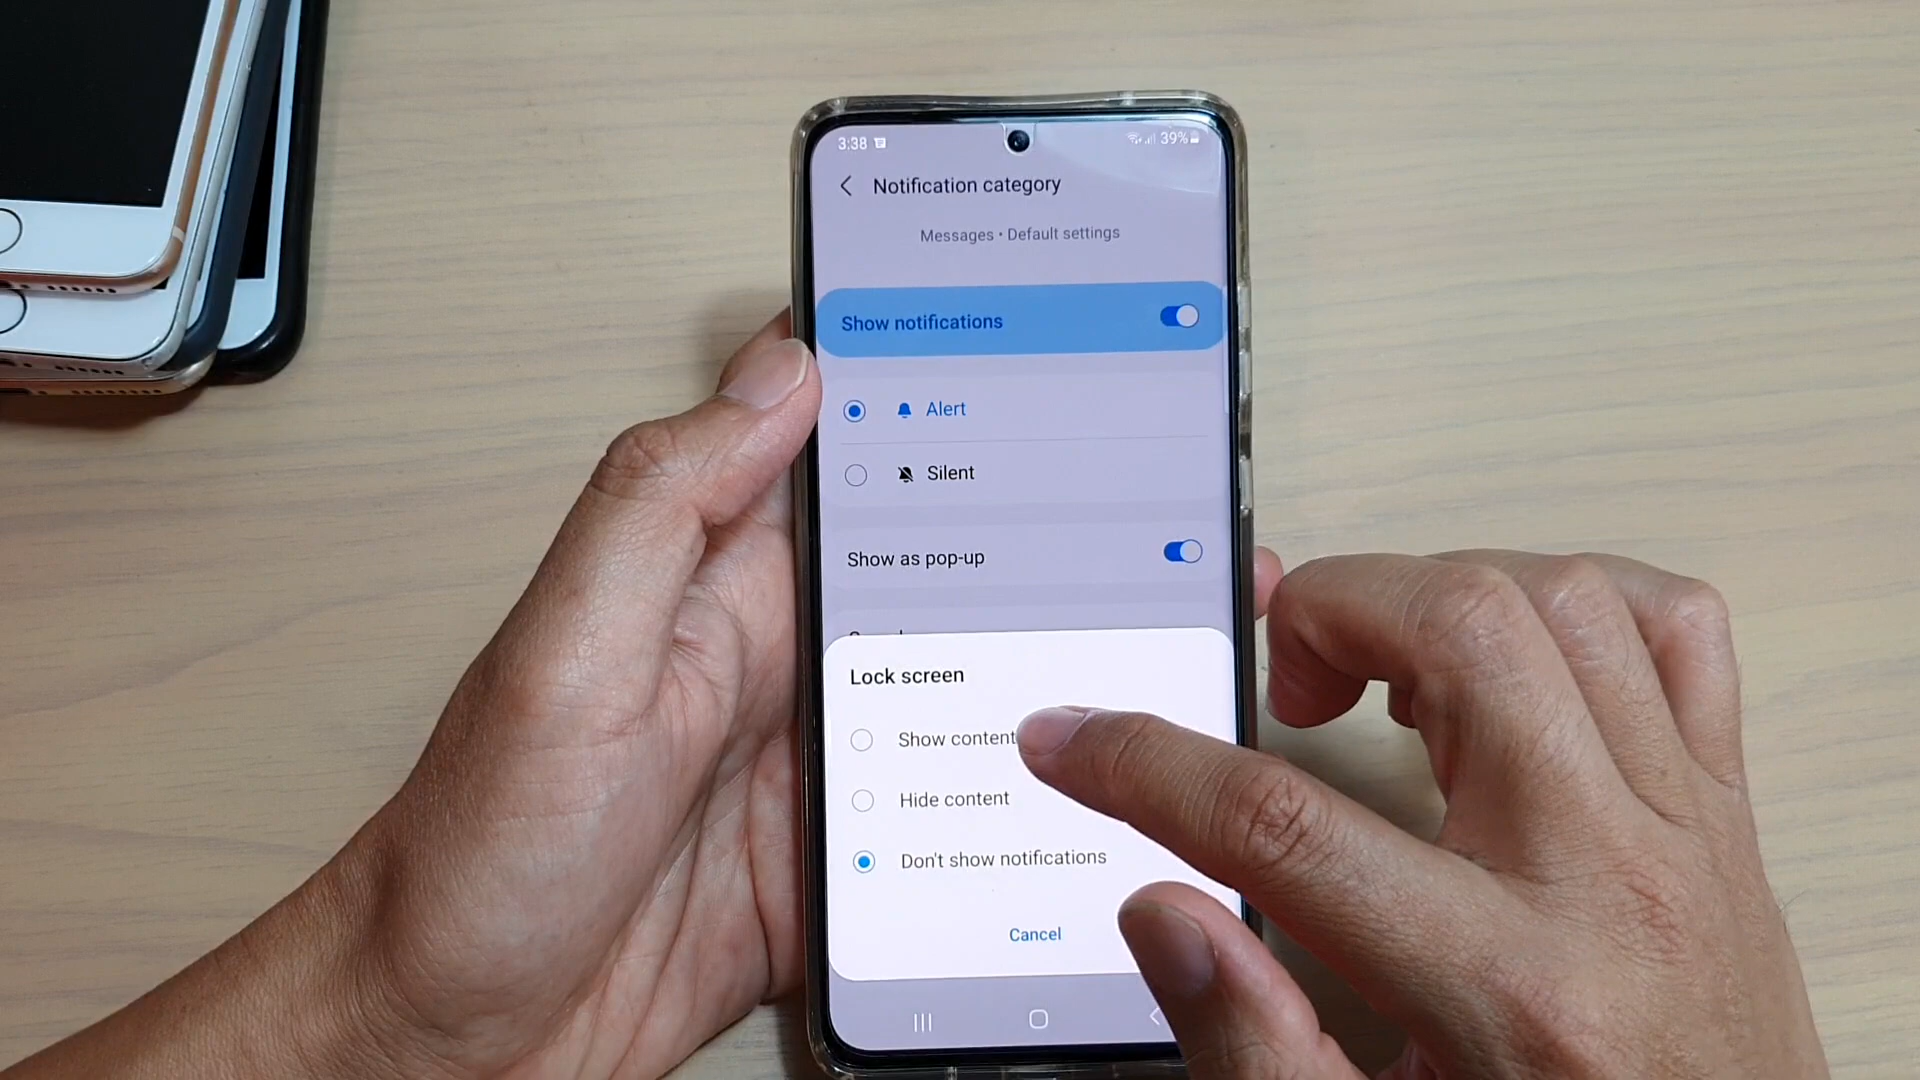 3:38 39%
Notification category
Messages • Default settings
Show notifications
Alert
Silent
Show as pop-up
Lock screen
Show content
Hide content
Don't show notifications
Cancel